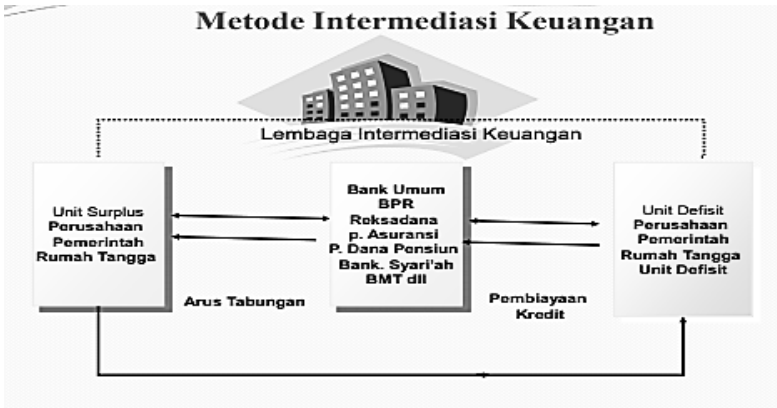 Metode Intermediasi Keuangan
Lembaga Intermediasi Keuangan
Unit Surplus
Perusahaan
Pemerintah
Rumah Tangga
Bank Umum
BPR
Reksadana
p. Asuransi
P. Dana Pensiun
Bank. Syari'ah
BMT dll
Unit Defisit
Perusahaan
Pemerintah
Rumah Tangga
Unit Defisit
Arus Tabungan
Pembiayaan
Kredit